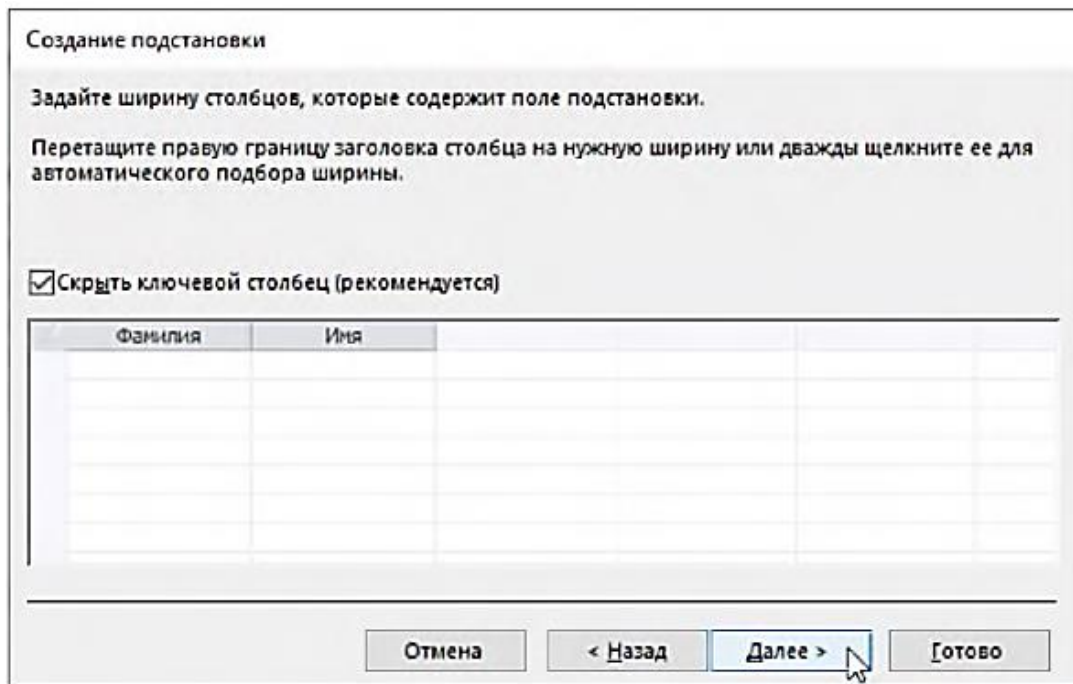 Создание подстановки
Задайте ширину столбцов, которые содержит поле подстановки.
Перетащите правую границу заголовка столбца на нужную ширину или дважды щелкните ее для
автоматического подбора ширины.
Скрыть ключевой столбец (рекомендуется)
Фамилия Имя
Отмена < Назад Далее > Готово